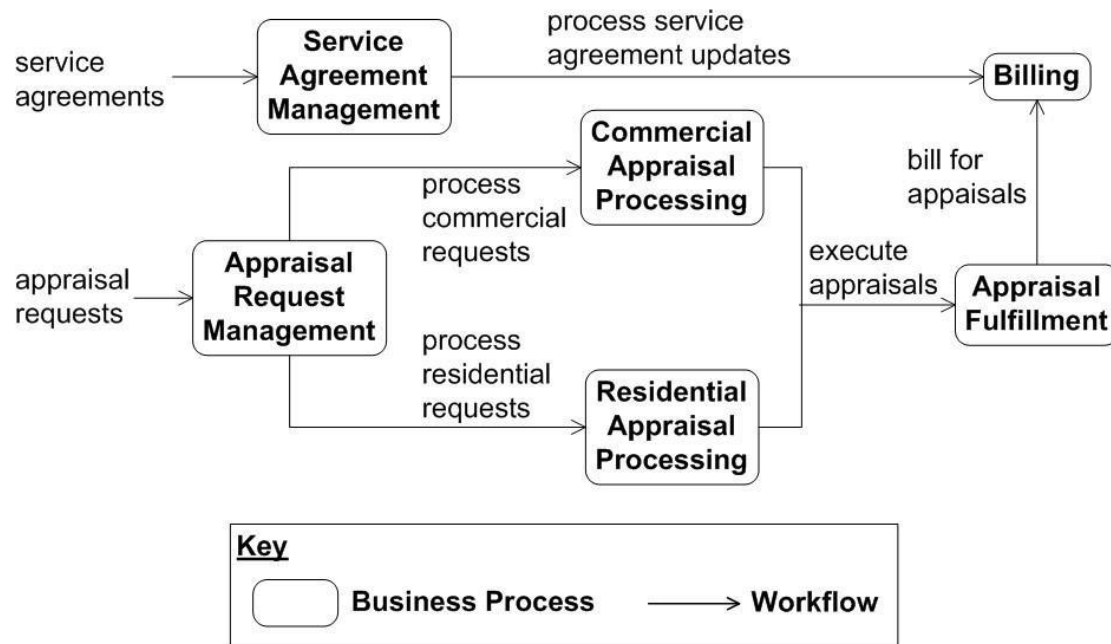 service
agreements
Service
Agreement
Management
process service
agreement updates
Billing
Commercial
Appraisal
Processing
process
commercial
requests
bill for
appaisals
appraisal
requests
Appraisal
Request
Management
execute
appraisals
Appraisal
Fulfillment
process
residential
requests
Residential
Appraisal
Processing
Key
Business Process
Workflow